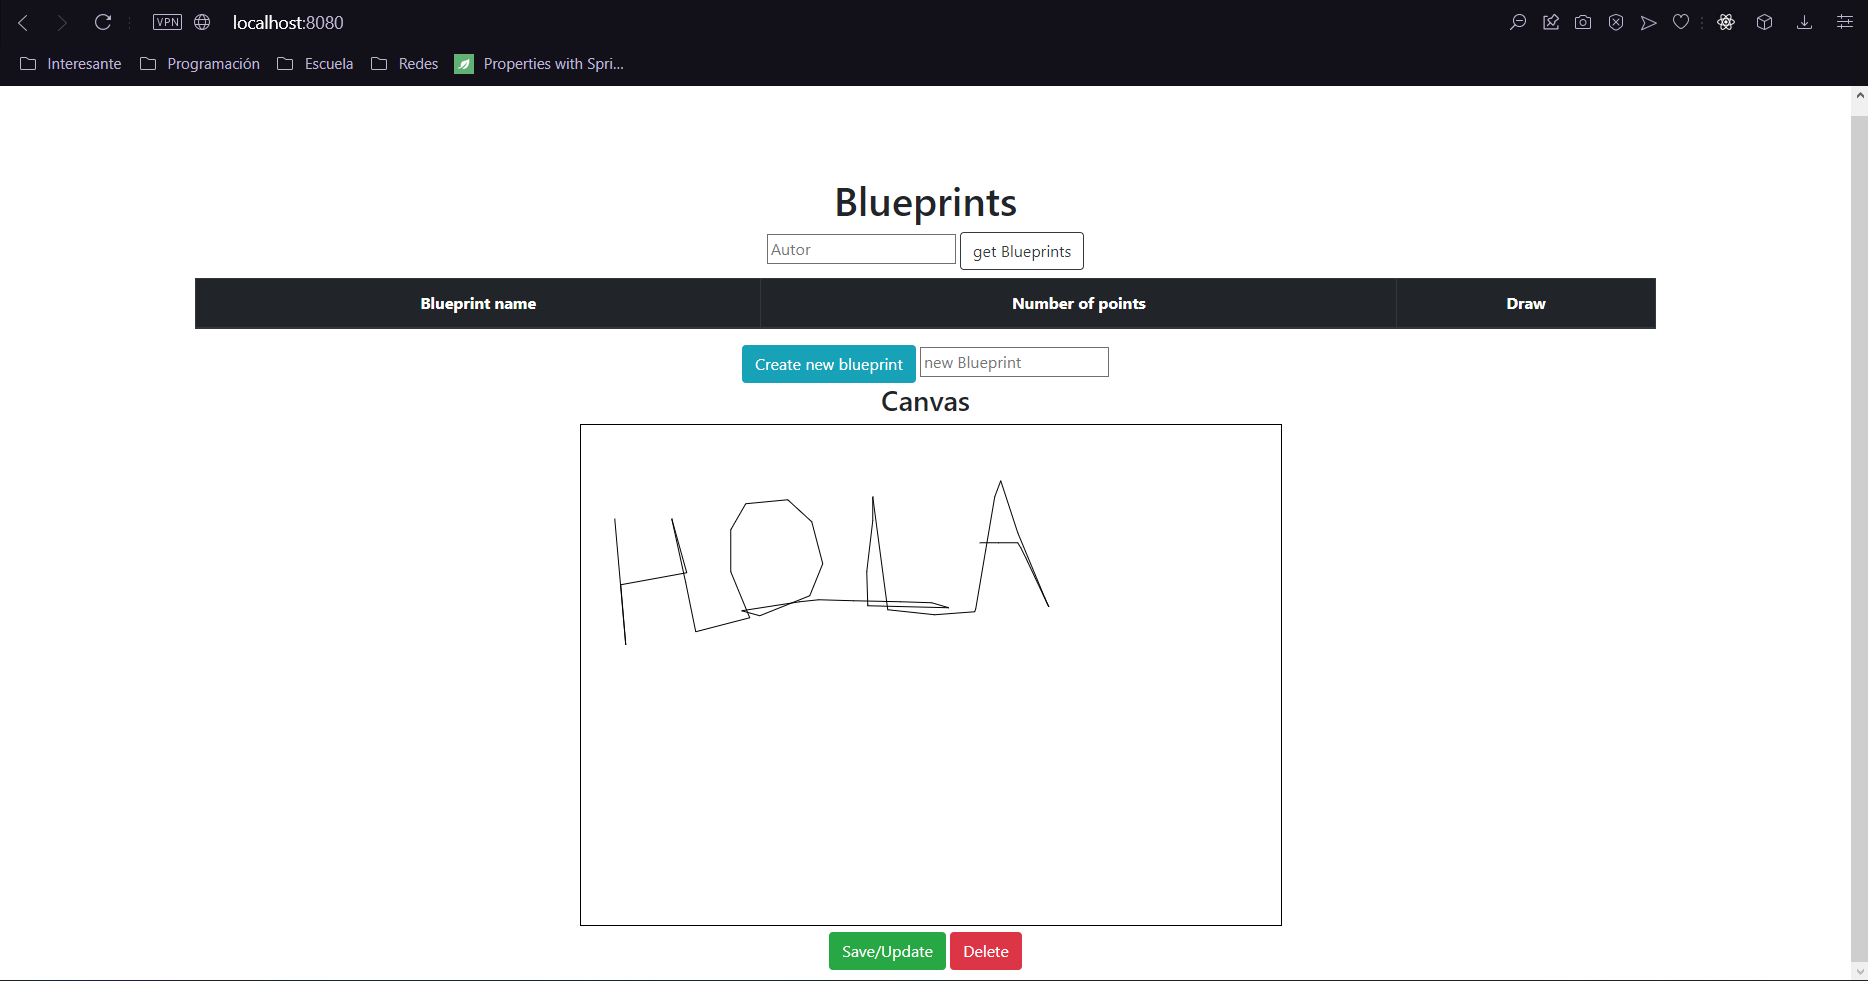 VPN localhost:8080
Interesante Programación Escuela Redes Properties with Spri...
Blueprints
Autor get Blueprints
Blueprint name Number of points Draw
Create new blueprint new Blueprint
Canvas
HOLA
Save/Update Delete